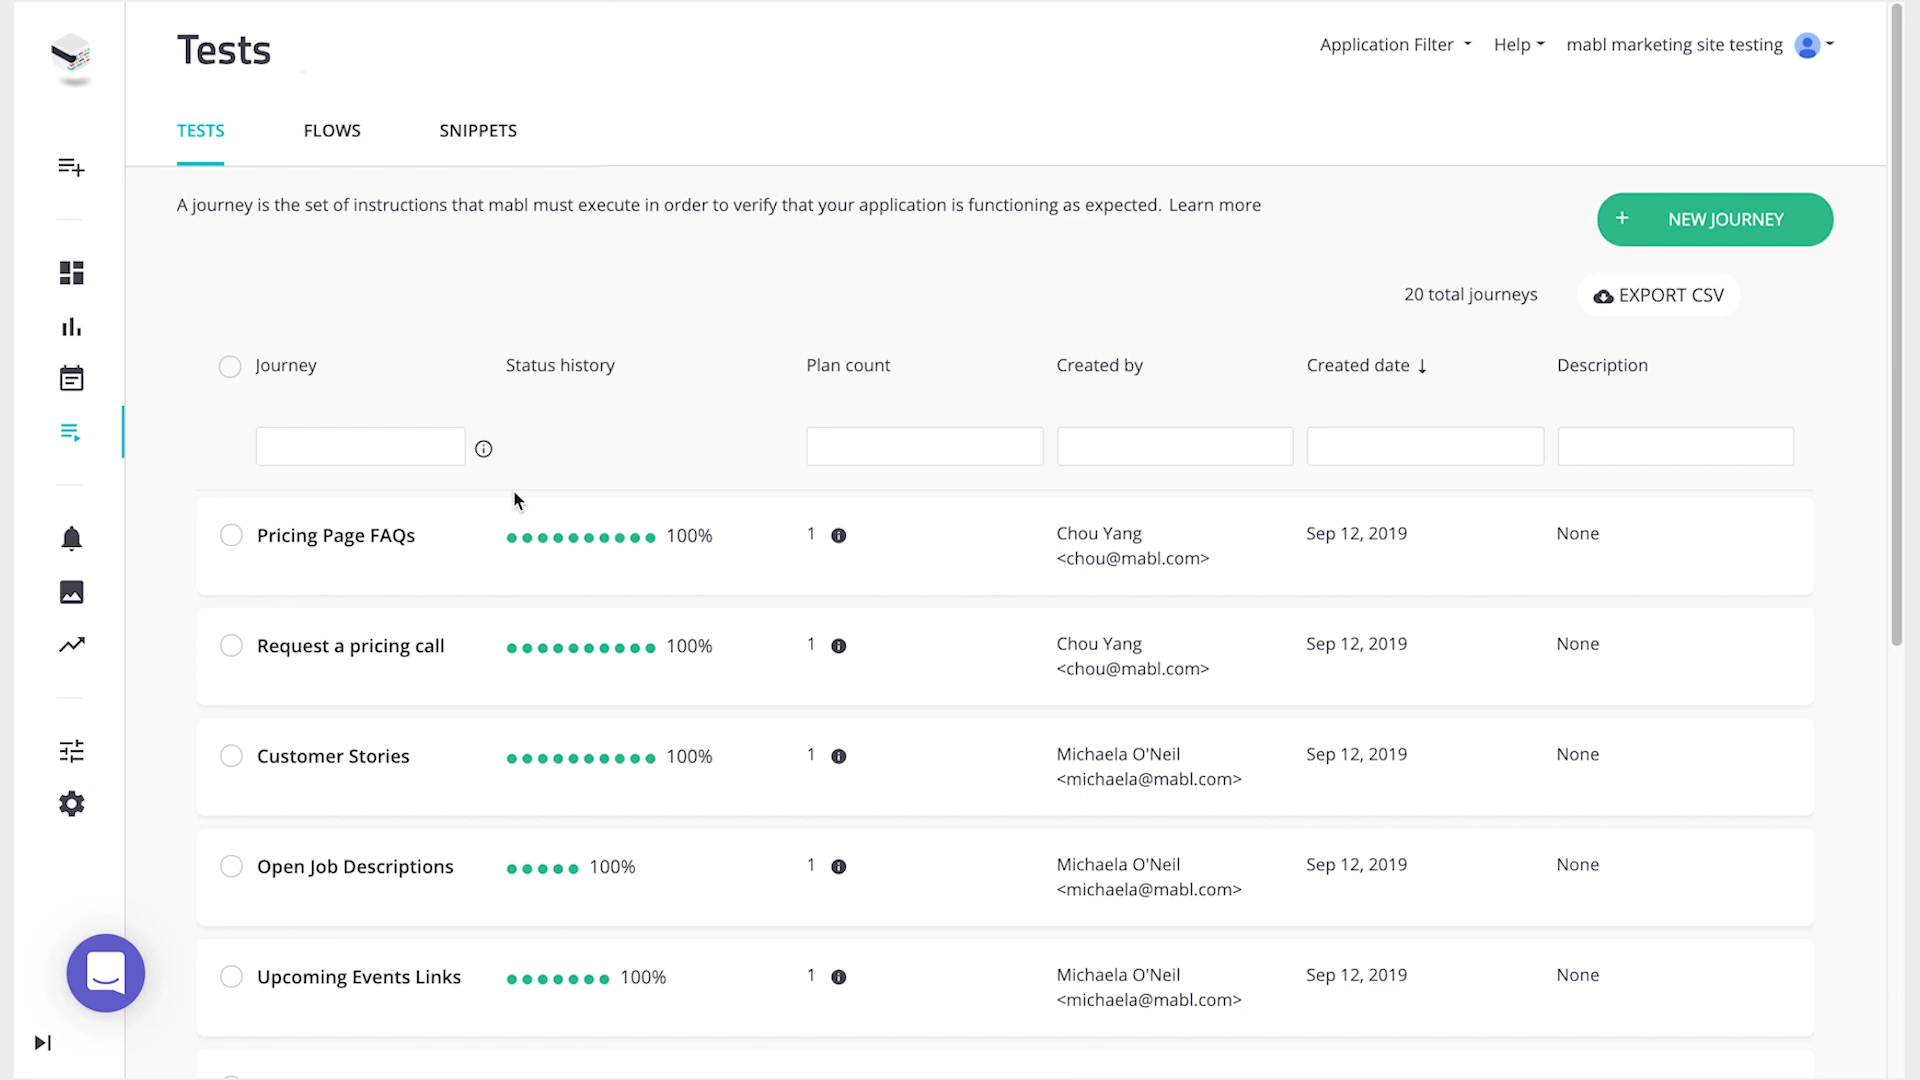 Tests
Application Filter
Help
mabl marketing site testing
TESTS
FLOWS
SNIPPETS
A journey is the set of instructions that mabl must execute in order to verify that your application is functioning as expected. Learn more
+ NEW JOURNEY
20 total journeys
EXPORT CSV
Journey
Status history
Plan count
Created by
Created date ↓
Description
Pricing Page FAQs
100%
1
Chou Yang
<chou@mabl.com>
Sep 12, 2019
None
Request a pricing call
100%
1
Chou Yang
<chou@mabl.com>
Sep 12, 2019
None
Customer Stories
100%
1
Michaela O'Neil
<michaela@mabl.com>
Sep 12, 2019
None
Open Job Descriptions
100%
1
Michaela O'Neil
<michaela@mabl.com>
Sep 12, 2019
None
Upcoming Events Links
100%
1
Michaela O'Neil
<michaela@mabl.com>
Sep 12, 2019
None